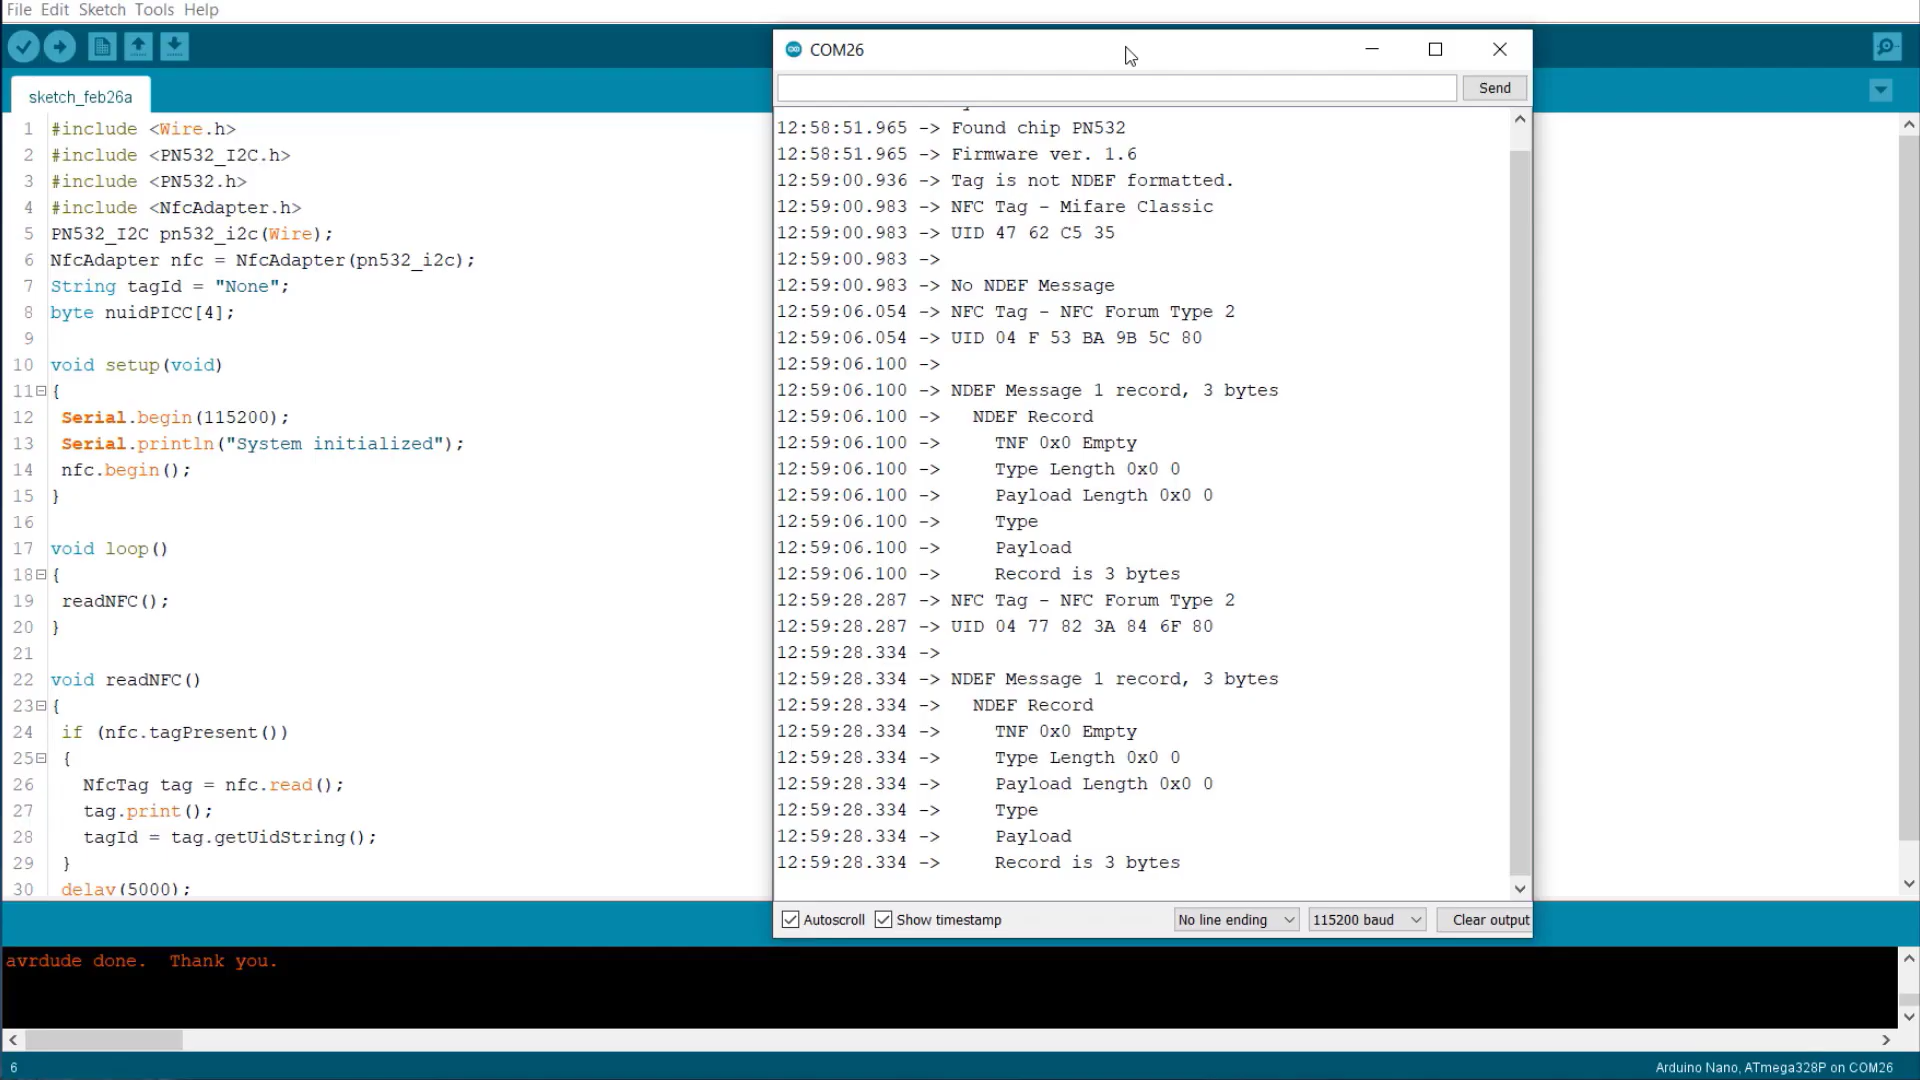 File Edit Sketch Tools Help
sketch_feb26a
1 #include <Wire.h>
2 #include <PN532_I2C.h>
3 #include <PN532.h>
4 #include <NfcAdapter.h>
5 PN532_I2C pn532_i2c(Wire);
6 NfcAdapter nfc = NfcAdapter(pn532_i2c);
7 String tagId = "None";
8 byte nuidPICC[4];
9
10 void setup(void)
11 {
12 Serial.begin(115200);
13 Serial.println("System initialized");
14 nfc.begin();
15 }
16
17 void loop()
18 {
19 readNFC();
20 }
21
22 void readNFC()
23 {
24 if (nfc.tagPresent())
25 {
26 NfcTag tag = nfc.read();
27 tag.print();
28 tagId = tag.getUidString();
29 }
30 delay(5000);
COM26
Send
12:58:51.965 -> Found chip PN532
12:58:51.965 -> Firmware ver. 1.6
12:59:00.936 -> Tag is not NDEF formatted.
12:59:00.983 -> NFC Tag - Mifare Classic
12:59:00.983 -> UID 47 62 C5 35
12:59:00.983 ->
12:59:00.983 -> No NDEF Message
12:59:06.054 -> NFC Tag - NFC Forum Type 2
12:59:06.054 -> UID 04 F 53 BA 9B 5C 80
12:59:06.100 ->
12:59:06.100 -> NDEF Message 1 record, 3 bytes
12:59:06.100 -> NDEF Record
12:59:06.100 -> TNF 0x0 Empty
12:59:06.100 -> Type Length 0x0 0
12:59:06.100 -> Payload Length 0x0 0
12:59:06.100 -> Type
12:59:06.100 -> Payload
12:59:06.100 -> Record is 3 bytes
12:59:28.287 -> NFC Tag - NFC Forum Type 2
12:59:28.287 -> UID 04 77 82 3A 84 6F 80
12:59:28.334 ->
12:59:28.334 -> NDEF Message 1 record, 3 bytes
12:59:28.334 -> NDEF Record
12:59:28.334 -> TNF 0x0 Empty
12:59:28.334 -> Type Length 0x0 0
12:59:28.334 -> Payload Length 0x0 0
12:59:28.334 -> Type
12:59:28.334 -> Payload
12:59:28.334 -> Record is 3 bytes
Autoscroll Show timestamp No line ending 115200 baud Clear output
avrdude done. Thank you.
6 Arduino Nano, ATmega328P on COM26